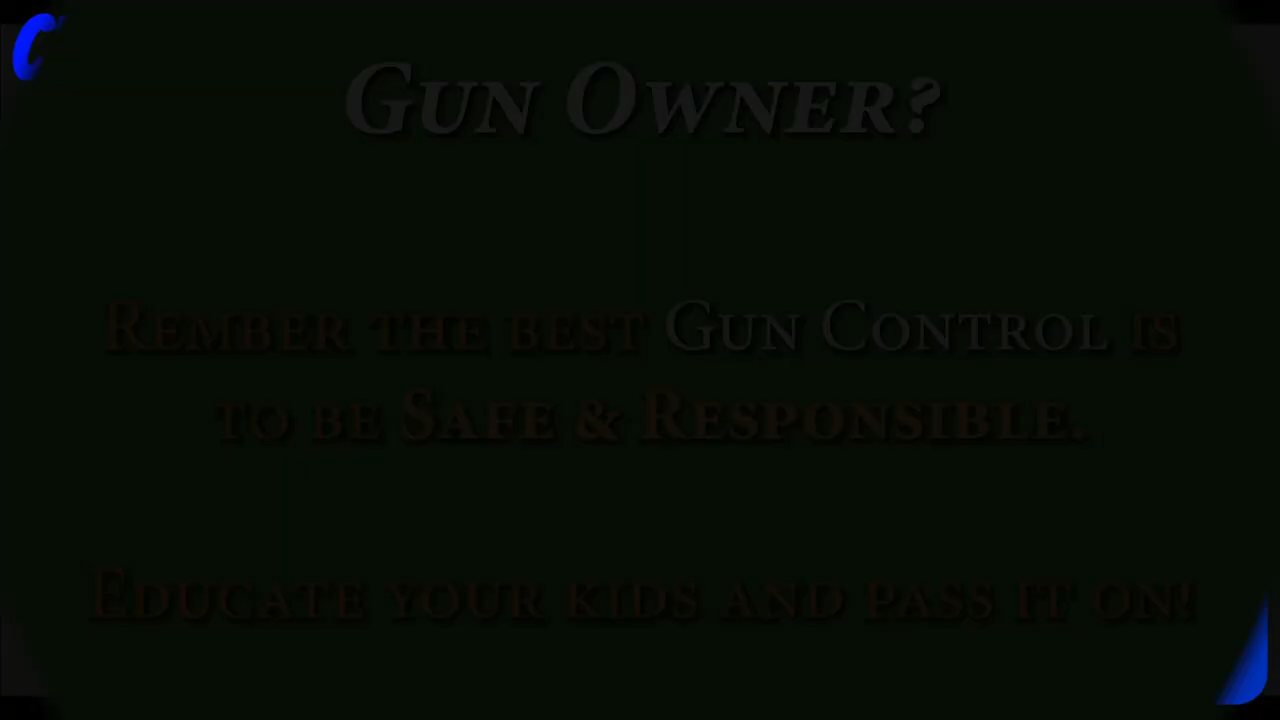 Gun Owner?
Rember the best Gun Control is
to be Safe & Responsible.
Educate your kids and pass it on!